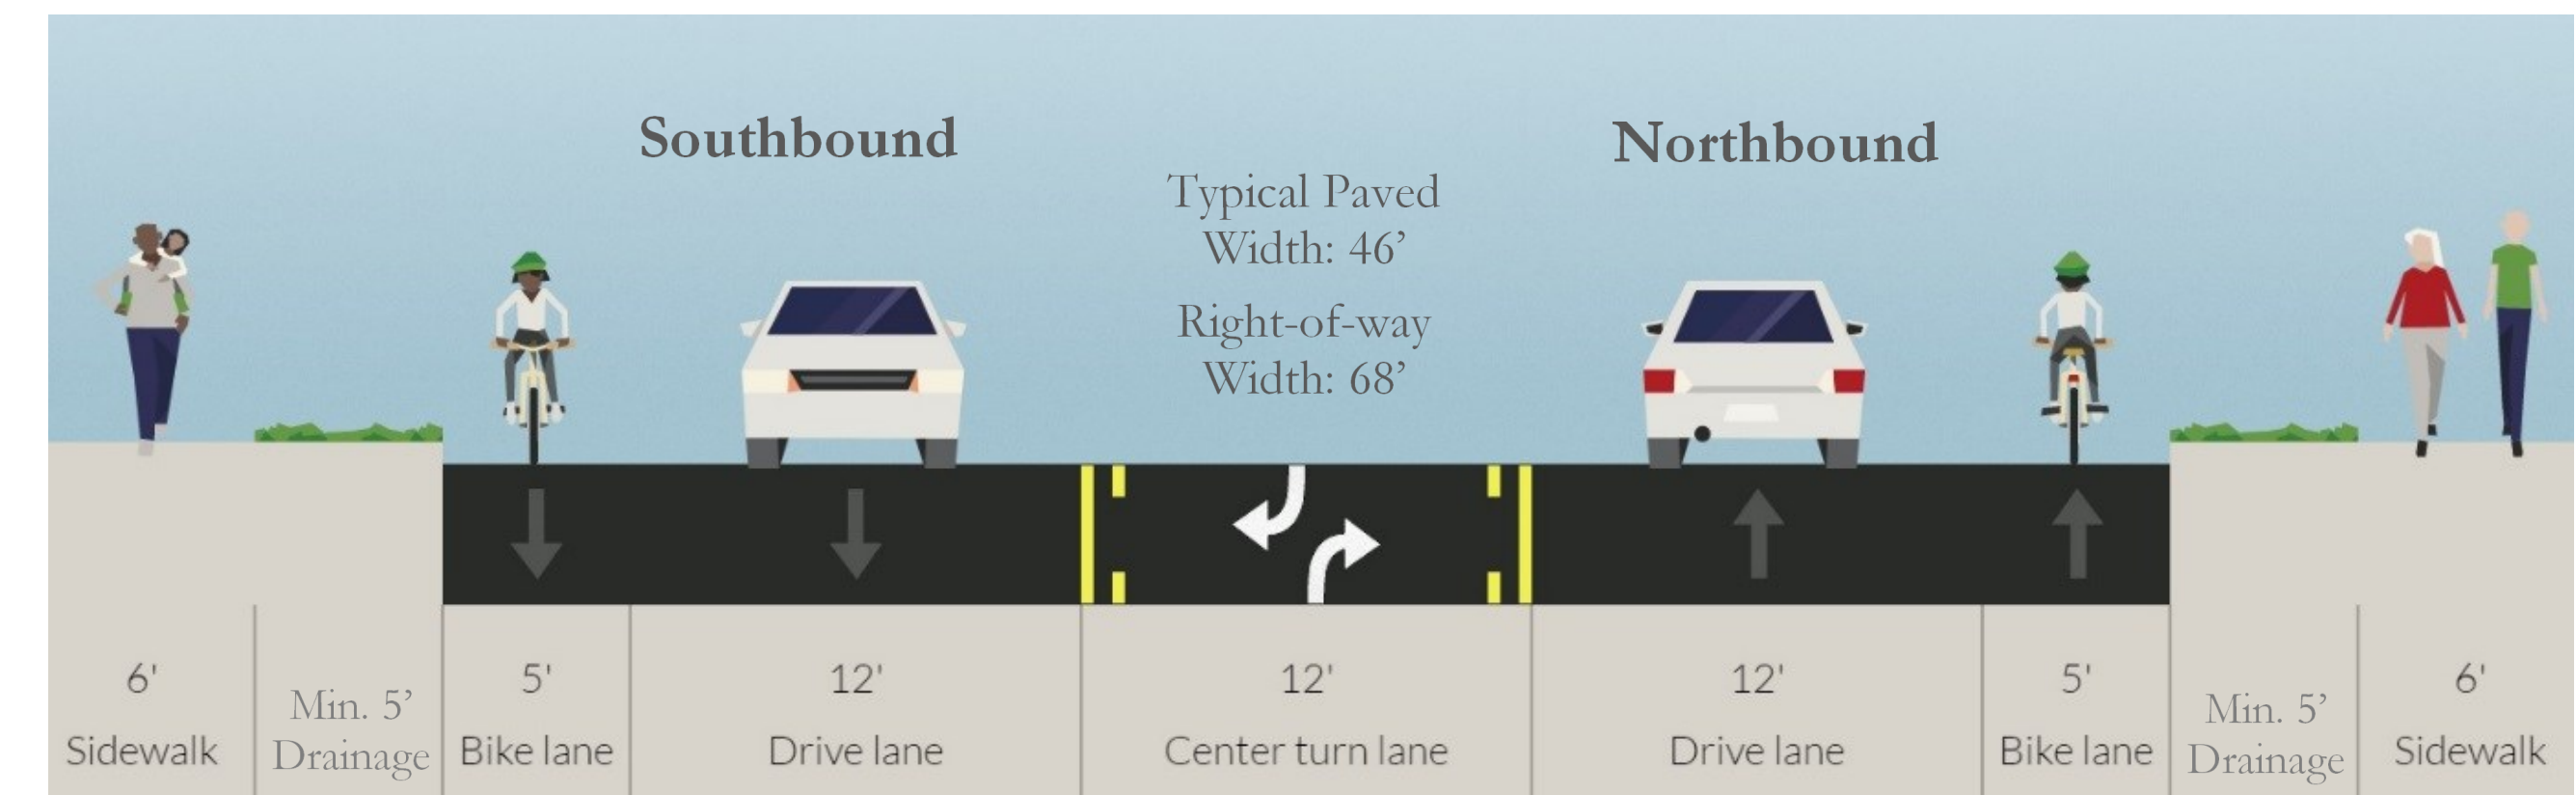 Southbound
Northbound
Typical Paved
Width: 46’
Right-of-way
Width: 68’
6'
Sidewalk
Min. 5’
Drainage
5'
Bike lane
12'
Drive lane
12'
Center turn lane
12'
Drive lane
5'
Bike lane
Min. 5’
Drainage
6'
Sidewalk